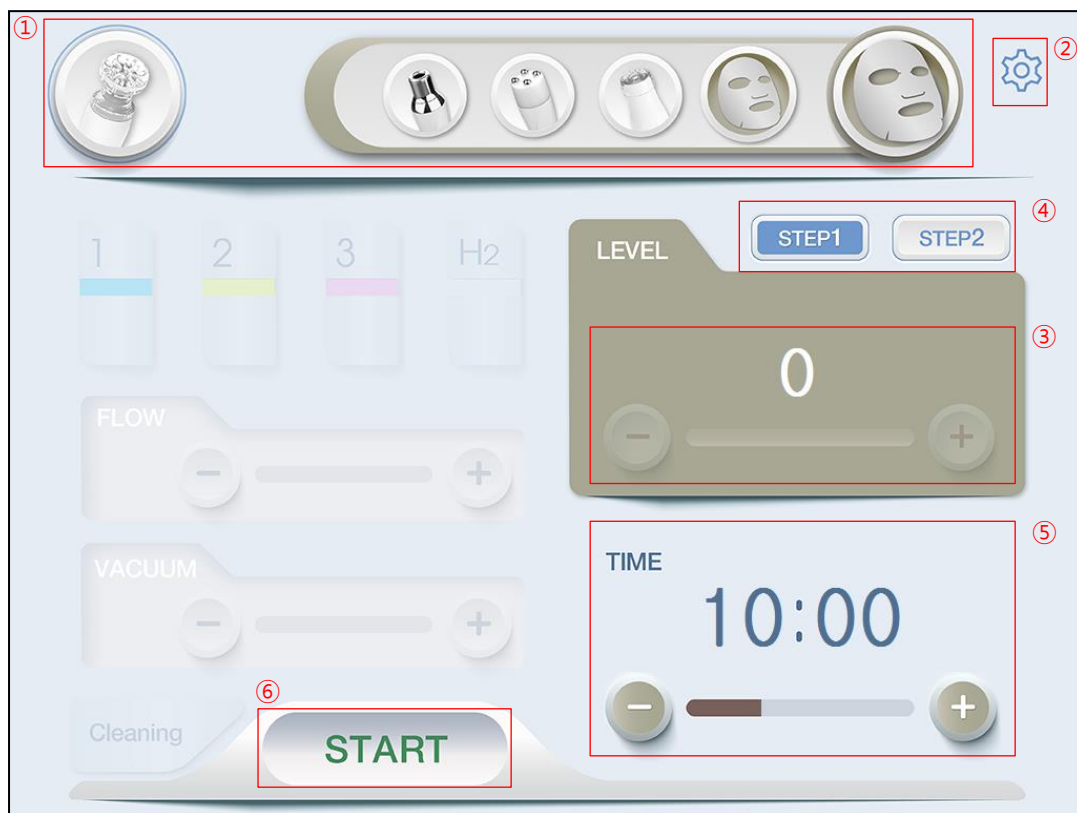 ①
②
④
1 2 3 H2
LEVEL
STEP1 STEP2
③
0
− +
FLOW
− +
⑤
TIME
10:00
VACUUM
− +
− +
⑥
Cleaning
START